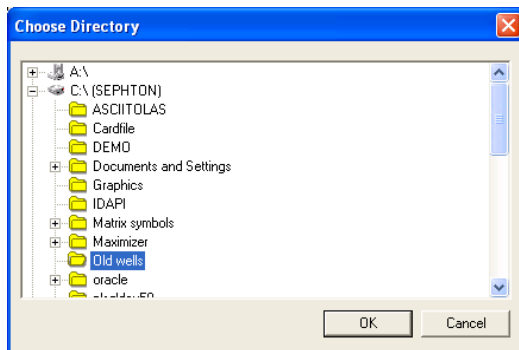 Choose Directory
A:\
C:\ (SEPHTON)
ASCIITOLAS
Cardfile
DEMO
Documents and Settings
Graphics
IDAPI
Matrix symbols
Maximizer
Old wells
oracle
OK Cancel